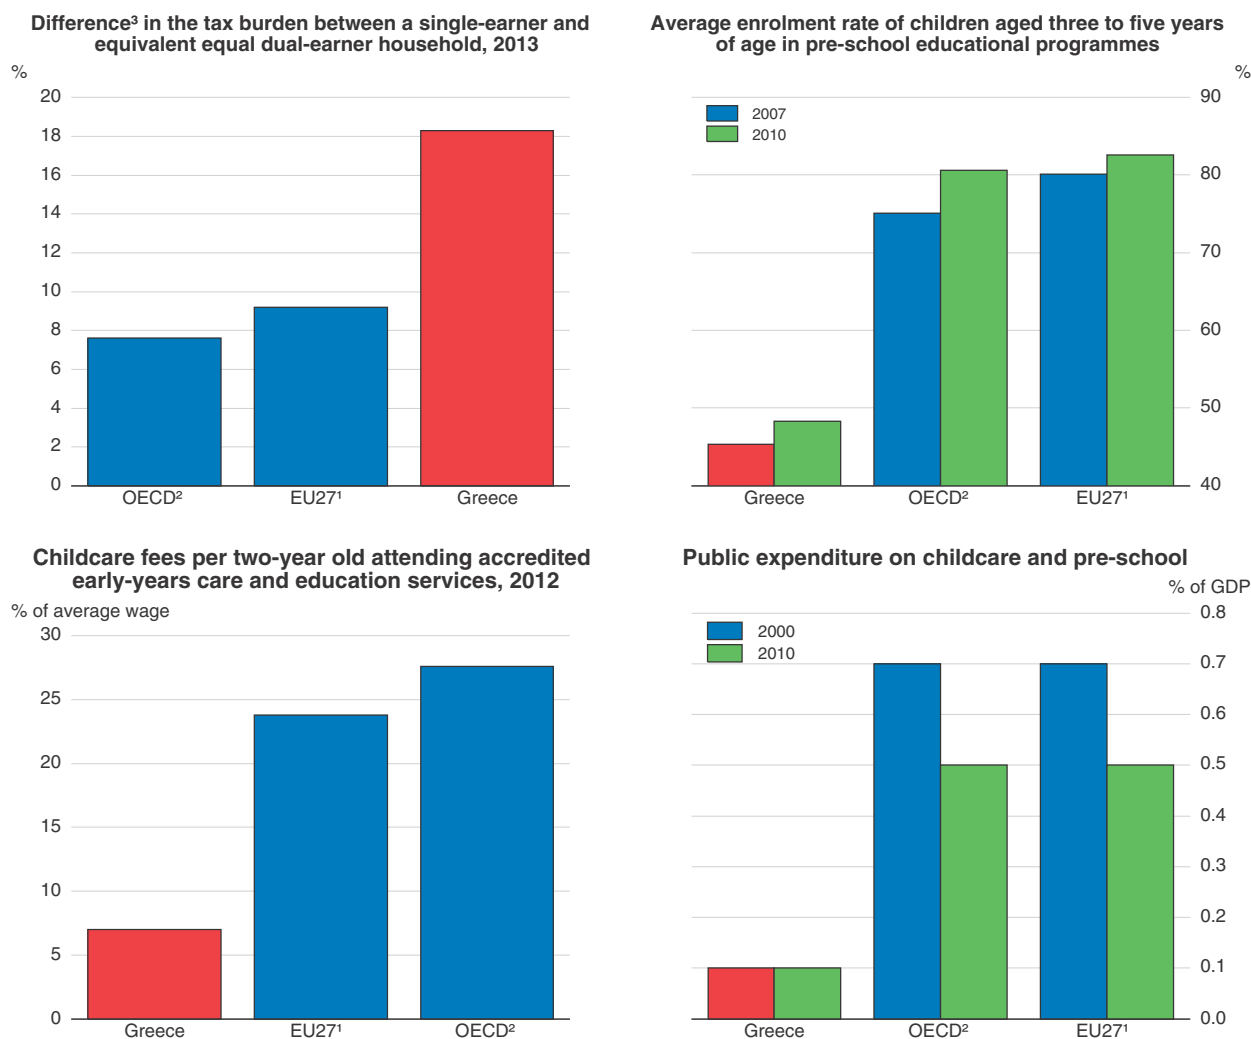 Difference³ in the tax burden between a single-earner and
equivalent equal dual-earner household, 2013
%
20
18
16
14
12
10
8
6
4
2
0
OECD²
EU27¹
Greece
Average enrolment rate of children aged three to five years
of age in pre-school educational programmes
%
90
80
70
60
50
40
2007
2010
Greece
OECD²
EU27¹
Childcare fees per two-year old attending accredited
early-years care and education services, 2012
% of average wage
30
25
20
15
10
5
0
Greece
EU27¹
OECD²
Public expenditure on childcare and pre-school
% of GDP
0.8
0.7
0.6
0.5
0.4
0.3
0.2
0.1
0.0
2000
2010
Greece
OECD²
EU27¹